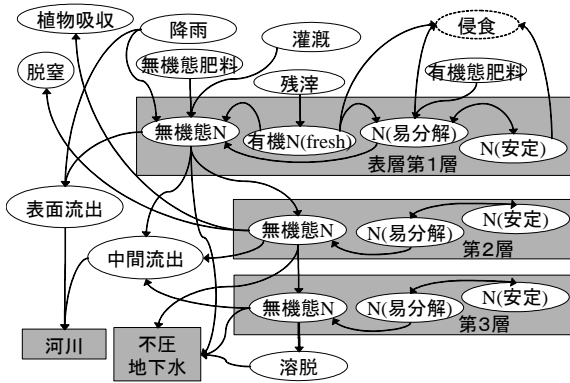 植物吸収
降雨
灌漑
侵食
脱窒
無機態肥料
残滓
有機態肥料
無機態N
有機N(fresh)
N(易分解)
N(安定)
表層第1層
表面流出
無機態N
N(易分解)
N(安定)
第2層
中間流出
無機態N
N(易分解)
N(安定)
第3層
河川
不圧
地下水
溶脱